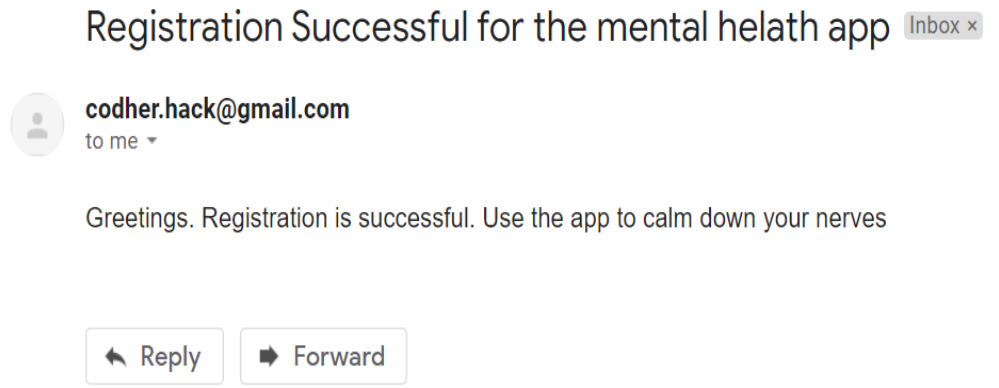 Registration Successful for the mental helath app Inbox ×
codher.hack@gmail.com
to me
Greetings. Registration is successful. Use the app to calm down your nerves
Reply Forward